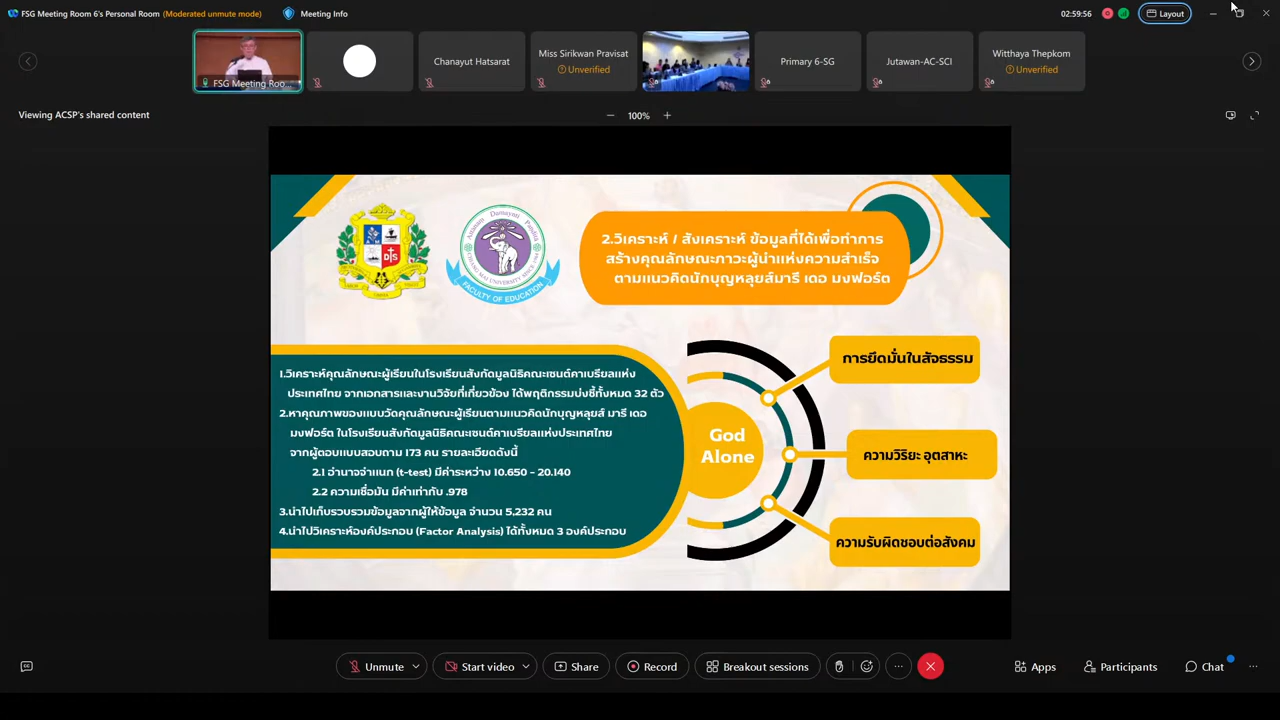 FSG Meeting Room 6's Personal Room (Moderated unmute mode)
Meeting Info
02:59:56
Layout
FSG Meeting Roo...
Chanayut Hatsarat
Miss Sirikwan Pravisat
Unverified
Primary 6-SG
Jutawan-AC-SCI
Witthaya Thepkom
Unverified
Viewing ACSP's shared content
100%
FACULTY OF EDUCATION
2.วิเคราะห์ / สังเคราะห์ ข้อมูลที่ได้เพื่อทำการ
สร้างคุณลักษณะภาวะผู้นำแห่งความสำเร็จ
ตามแนวคิดนักบุญหลุยส์มารี เดอ มงฟอร์ต
1.วิเคราะห์คุณลักษณะผู้เรียนในโรงเรียนสังกัดมูลนิธิคณะเซนต์คาเบรียลแห่ง
ประเทศไทย จากเอกสารและงานวิจัยที่เกี่ยวข้อง ได้พฤติกรรมบ่งชี้ทั้งหมด 32 ตัว
2.หาคุณภาพของแบบวัดคุณลักษณะผู้เรียนตามแนวคิดนักบุญหลุยส์ มารี เดอ
มงฟอร์ต ในโรงเรียนสังกัดมูลนิธิคณะเซนต์คาเบรียลแห่งประเทศไทย
จากผู้ตอบแบบสอบถาม 173 คน รายละเอียดดังนี้
2.1 อำนาจจำแนก (t-test) มีค่าระหว่าง 10.650 - 20.140
2.2 ความเชื่อมั่น มีค่าเท่ากับ .978
3.นำไปเก็บรวบรวมข้อมูลจากผู้ให้ข้อมูล จำนวน 5,232 คน
4.นำไปวิเคราะห์องค์ประกอบ (Factor Analysis) ได้ทั้งหมด 3 องค์ประกอบ
God
Alone
การยึดมั่นในสัจธรรม
ความวิริยะ อุตสาหะ
ความรับผิดชอบต่อสังคม
Unmute
Start video
Share
Record
Breakout sessions
Apps
Participants
Chat